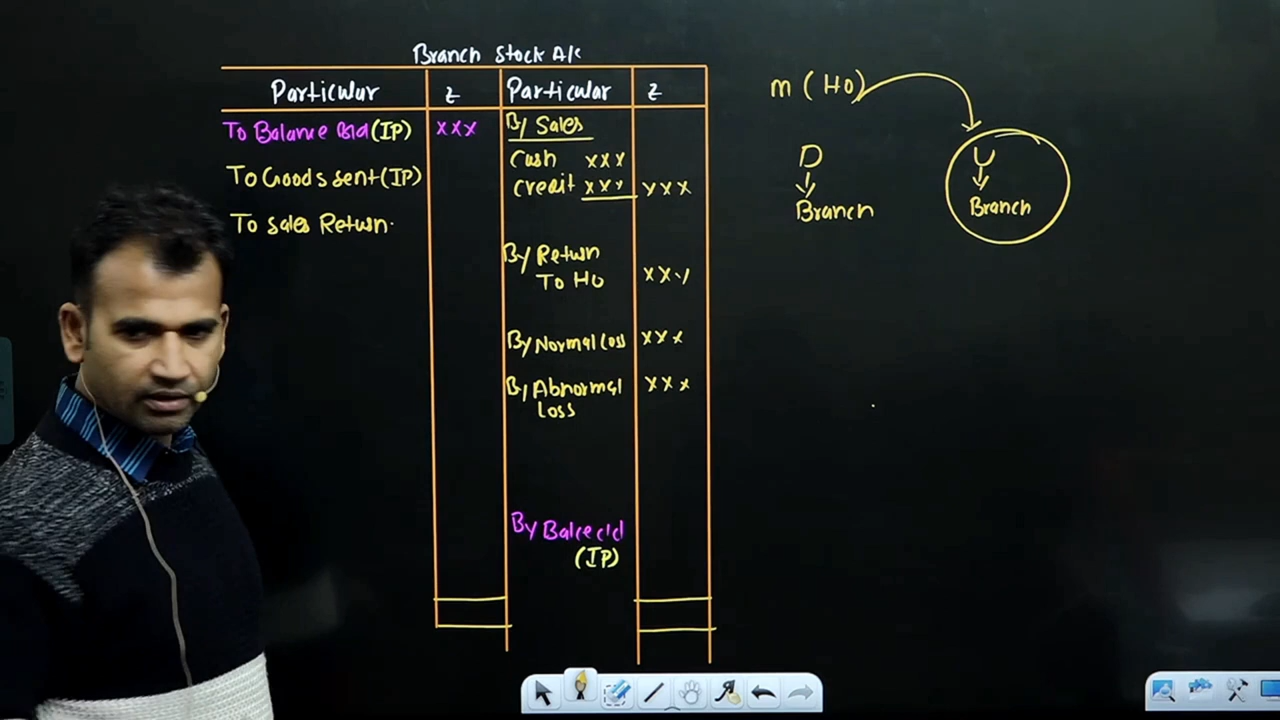 Branch Stock A/c
Particular z Particular z
To Balance B/d (IP) xxx By Sales
Cash xxx
To Goods sent (IP) Credit xxx xxx
To Sales Return
By Return
To HO xxx
By Normal Loss xxx
By Abnormal xxx
Loss
By Balce c/d
(IP)
m (HO)
D
Branch
U
Branch